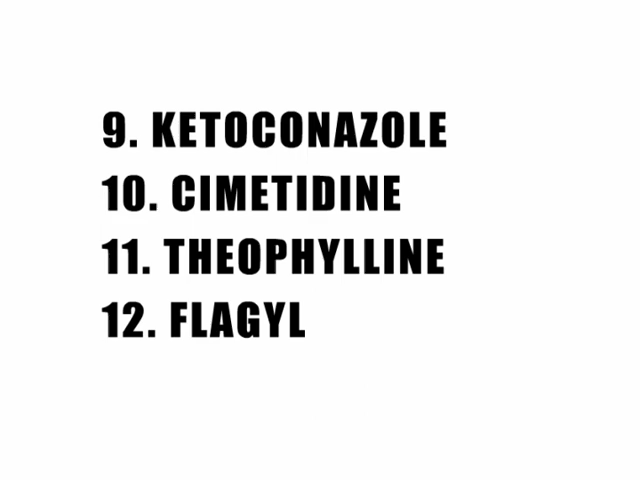 9. KETOCONAZOLE
10. CIMETIDINE
11. THEOPHYLLINE
12. FLAGYL